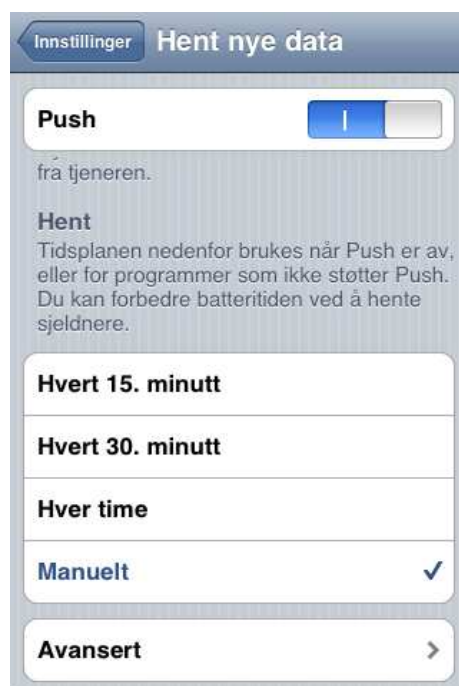 Innstillinger
Hent nye data
Push
fra tjeneren.
Hent
Tidsplanen nedenfor brukes når Push er av,
eller for programmer som ikke støtter Push.
Du kan forbedre batteritiden ved å hente
sjeldnere.
Hvert 15. minutt
Hvert 30. minutt
Hver time
Manuelt
Avansert